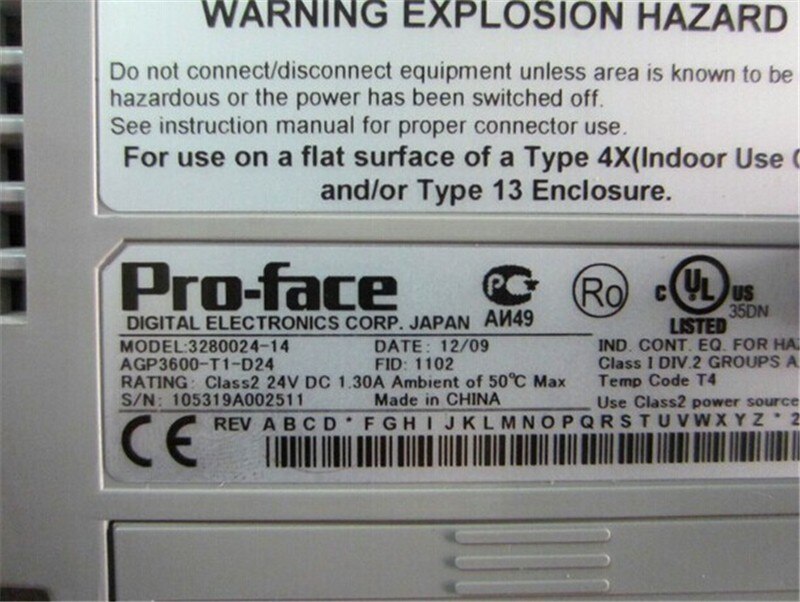 WARNING EXPLOSION HAZARD
Do not connect/disconnect equipment unless area is known to be
hazardous or the power has been switched off.
See instruction manual for proper connector use.
For use on a flat surface of a Type 4X(Indoor Use
and/or Type 13 Enclosure.
Pro-face
DIGITAL ELECTRONICS CORP. JAPAN
PC
АИ49
Ro
C UL US
LISTED 35DN
MODEL:3280024-14 DATE: 12/09 IND. CONT. EQ. FOR HA
AGP3600-T1-D24 FID: 1102 Class I DIV.2 GROUPS A
RATING: Class2 24V DC 1.30A Ambient of 50℃ Max Temp Code T4
S/N: 105319A002511 Made in CHINA Use Class2 power source
CE REV A B C D * F G H I J K L M N O P Q R S T U V W X Y Z * 2